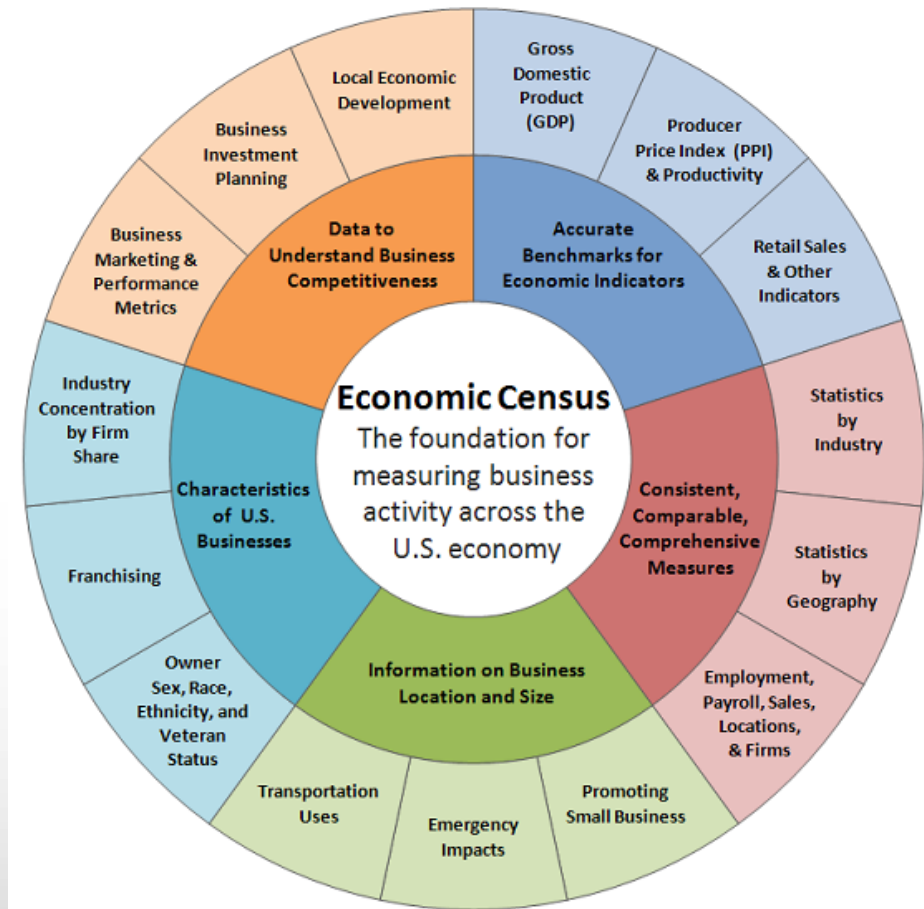 Economic Census
The foundation for
measuring business
activity across the
U.S. economy
Accurate
Benchmarks for
Economic Indicators
Gross
Domestic
Product
(GDP)
Producer
Price Index (PPI)
& Productivity
Retail Sales
& Other
Indicators
Consistent,
Comparable,
Comprehensive
Measures
Statistics
by
Industry
Statistics
by
Geography
Employment,
Payroll, Sales,
Locations,
& Firms
Information on Business
Location and Size
Promoting
Small Business
Emergency
Impacts
Transportation
Uses
Characteristics
of U.S.
Businesses
Owner
Sex, Race,
Ethnicity, and
Veteran
Status
Franchising
Industry
Concentration
by Firm
Share
Data to
Understand Business
Competitiveness
Business
Marketing &
Performance
Metrics
Business
Investment
Planning
Local Economic
Development